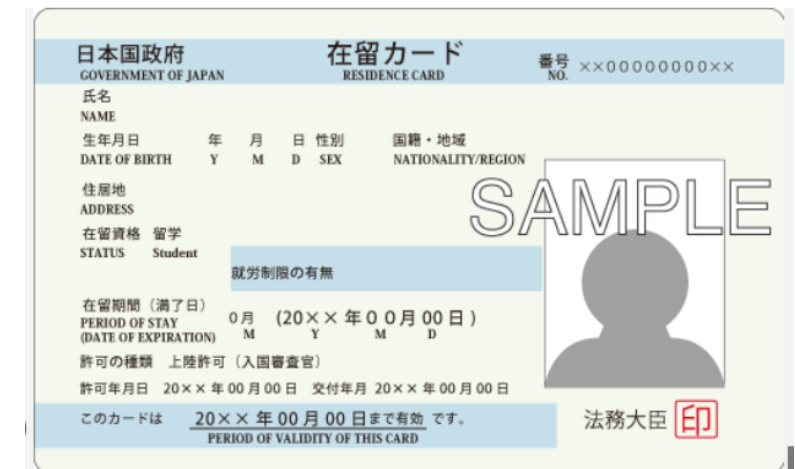 日本国政府 在留カード 番号 ××00000000××
GOVERNMENT OF JAPAN RESIDENCE CARD NO.
氏名
NAME
生年月日 年 月 日 性別 国籍・地域
DATE OF BIRTH Y M D SEX NATIONALITY/REGION
住居地
ADDRESS
SAMPLE
在留資格 留学
STATUS Student
就労制限の有無
在留期間（満了日） 0月 (20×× 年00月 00日)
PERIOD OF STAY M Y M D
(DATE OF EXPIRATION)
許可の種類 上陸許可（入国審査官）
許可年月日 20×× 年 00 月 00 日 交付年月 20×× 年 00 月 00 日
このカードは 20×× 年 00 月 00 日まで有効 です。
PERIOD OF VALIDITY OF THIS CARD
法務大臣 印